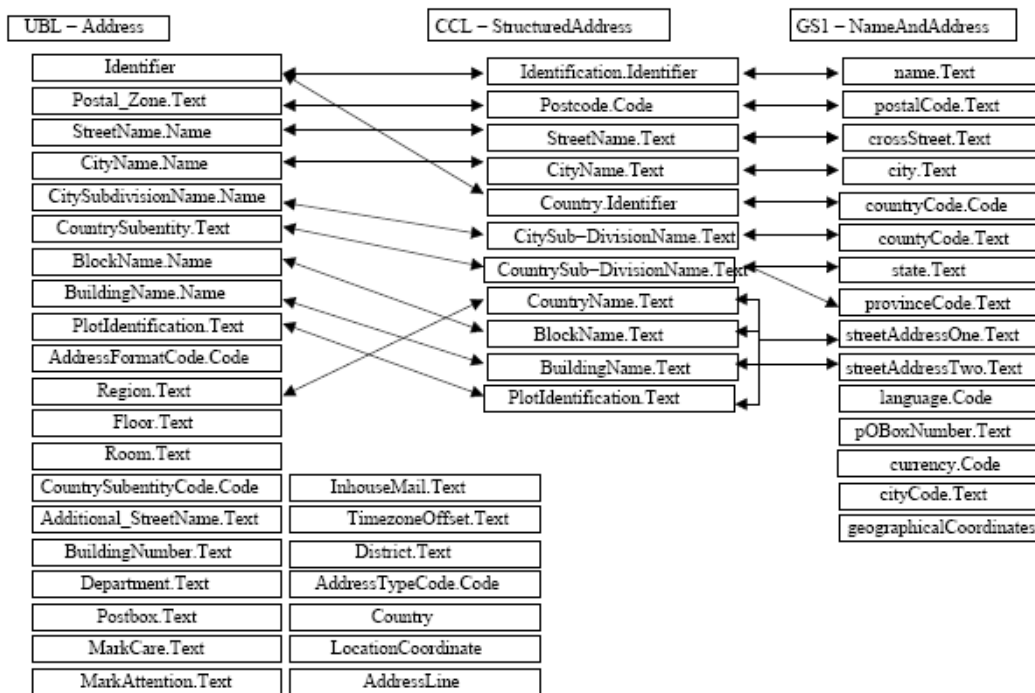 UBL – Address
CCL – StructuredAddress
GS1 – NameAndAddress
Identifier
Postal_Zone.Text
StreetName.Name
CityName.Name
CitySubdivisionName.Name
CountrySubentity.Text
BlockName.Name
BuildingName.Name
PlotIdentification.Text
AddressFormatCode.Code
Region.Text
Floor.Text
Room.Text
CountrySubentityCode.Code
Additional_StreetName.Text
BuildingNumber.Text
Department.Text
Postbox.Text
MarkCare.Text
MarkAttention.Text
InhouseMail.Text
TimezoneOffset.Text
District.Text
AddressTypeCode.Code
Country
LocationCoordinate
AddressLine
Identification.Identifier
Postcode.Code
StreetName.Text
CityName.Text
Country.Identifier
CitySub–DivisionName.Text
CountrySub–DivisionName.Text
CountryName.Text
BlockName.Text
BuildingName.Text
PlotIdentification.Text
name.Text
postalCode.Text
crossStreet.Text
city.Text
countryCode.Code
countyCode.Text
state.Text
provinceCode.Text
streetAddressOne.Text
streetAddressTwo.Text
language.Code
pOBoxNumber.Text
currency.Code
cityCode.Text
geographicalCoordinates